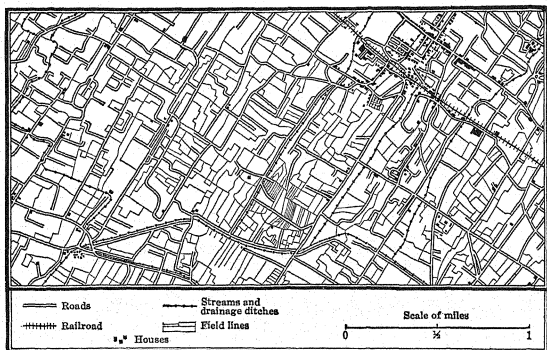 Roads
Streams and
drainage ditches
Railroad
Field lines
Houses
Scale of miles
0 ½ 1